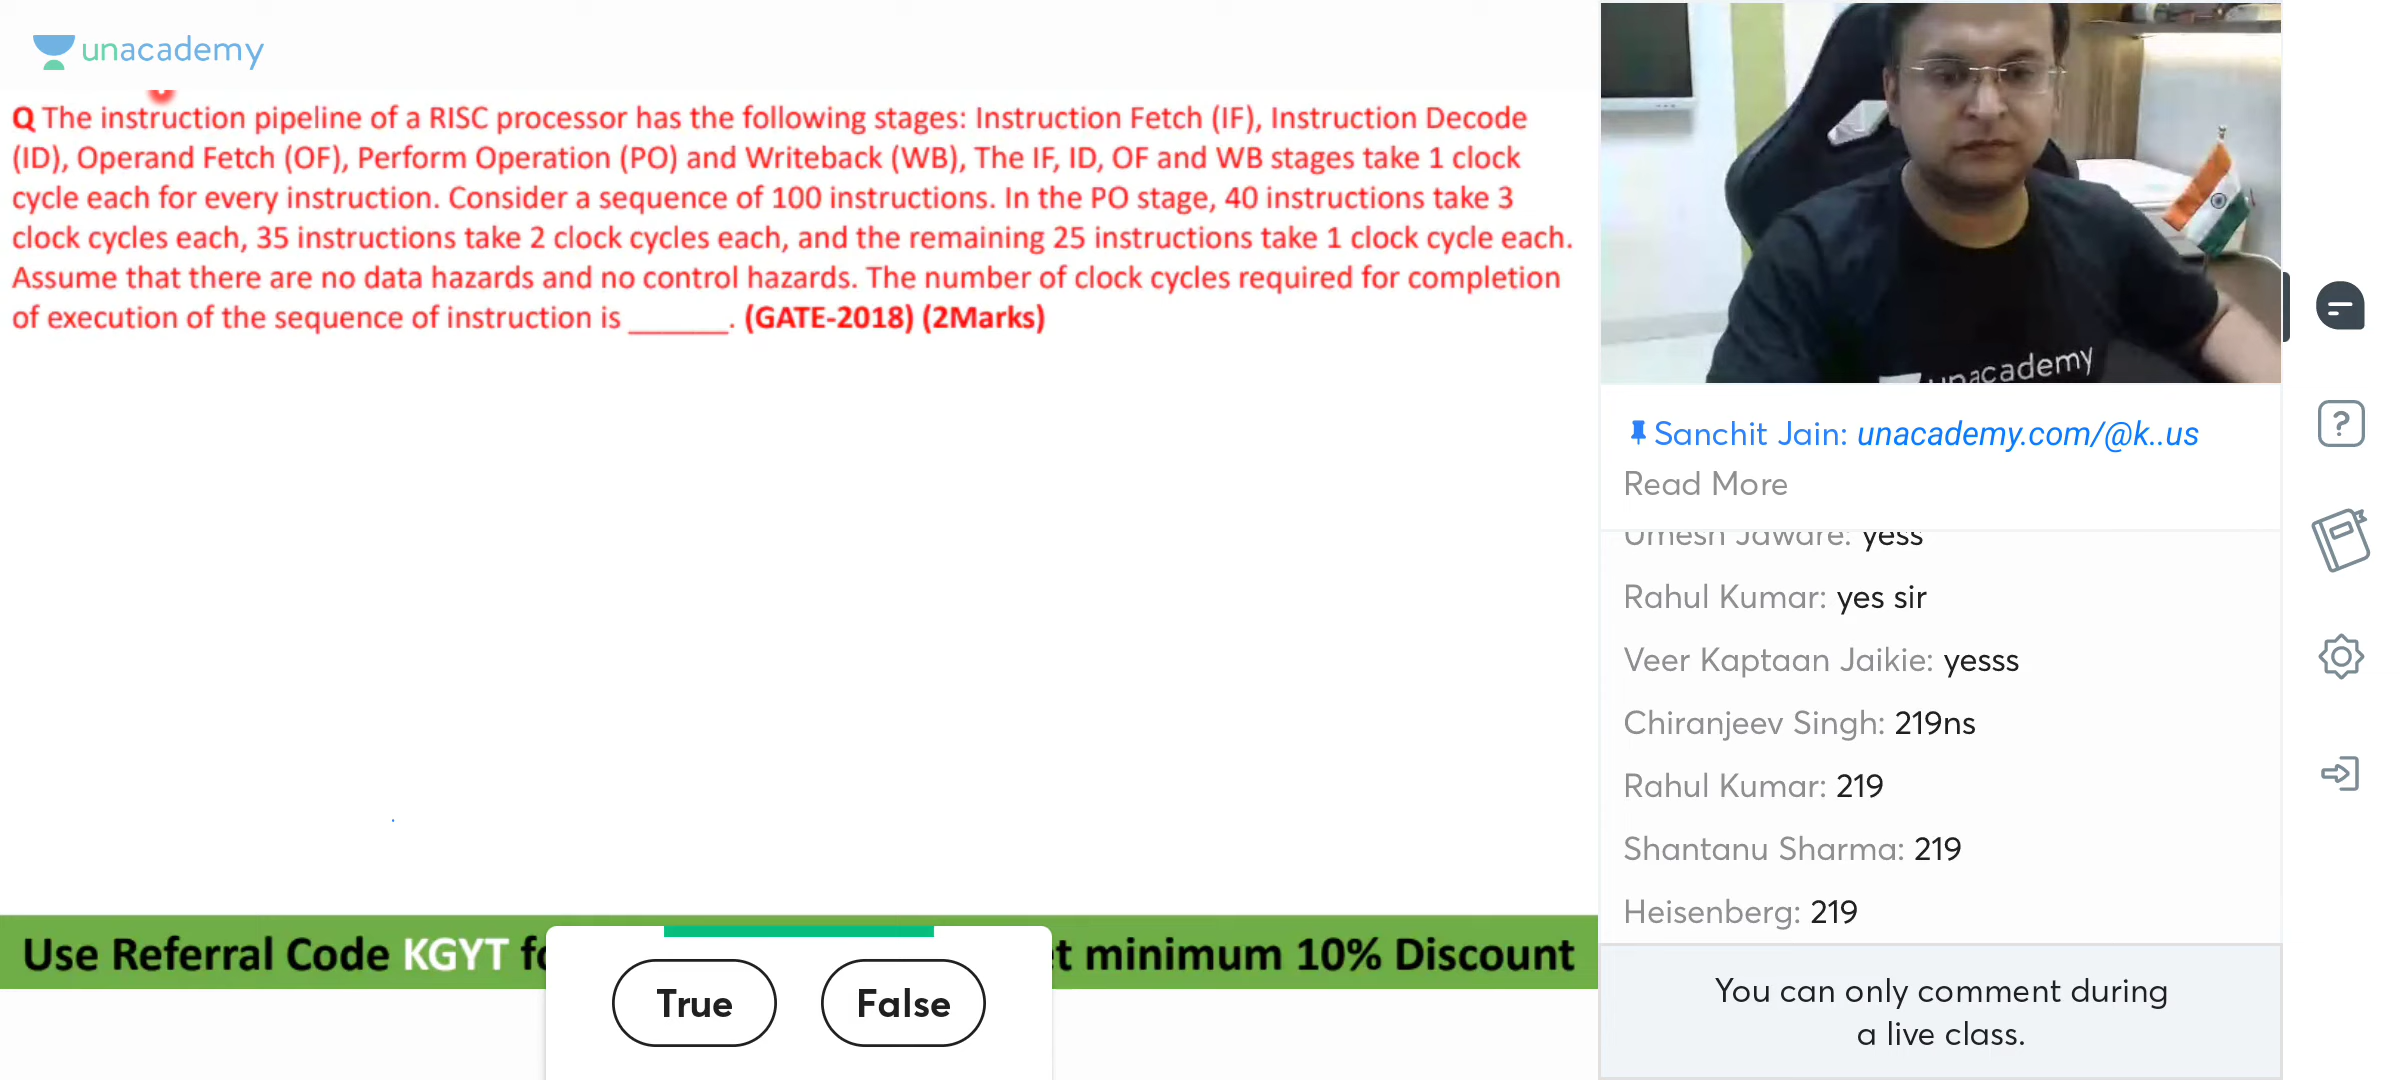 unacademy
Q The instruction pipeline of a RISC processor has the following stages: Instruction Fetch (IF), Instruction Decode
(ID), Operand Fetch (OF), Perform Operation (PO) and Writeback (WB), The IF, ID, OF and WB stages take 1 clock
cycle each for every instruction. Consider a sequence of 100 instructions. In the PO stage, 40 instructions take 3
clock cycles each, 35 instructions take 2 clock cycles each, and the remaining 25 instructions take 1 clock cycle each.
Assume that there are no data hazards and no control hazards. The number of clock cycles required for completion
of execution of the sequence of instruction is ______. (GATE-2018) (2Marks)
Use Referral Code KGYT fo
t minimum 10% Discount
True
False
unacademy
Sanchit Jain: unacademy.com/@k..us
Read More
Umesh Jaware: yess
Rahul Kumar: yes sir
Veer Kaptaan Jaikie: yesss
Chiranjeev Singh: 219ns
Rahul Kumar: 219
Shantanu Sharma: 219
Heisenberg: 219
You can only comment during
a live class.